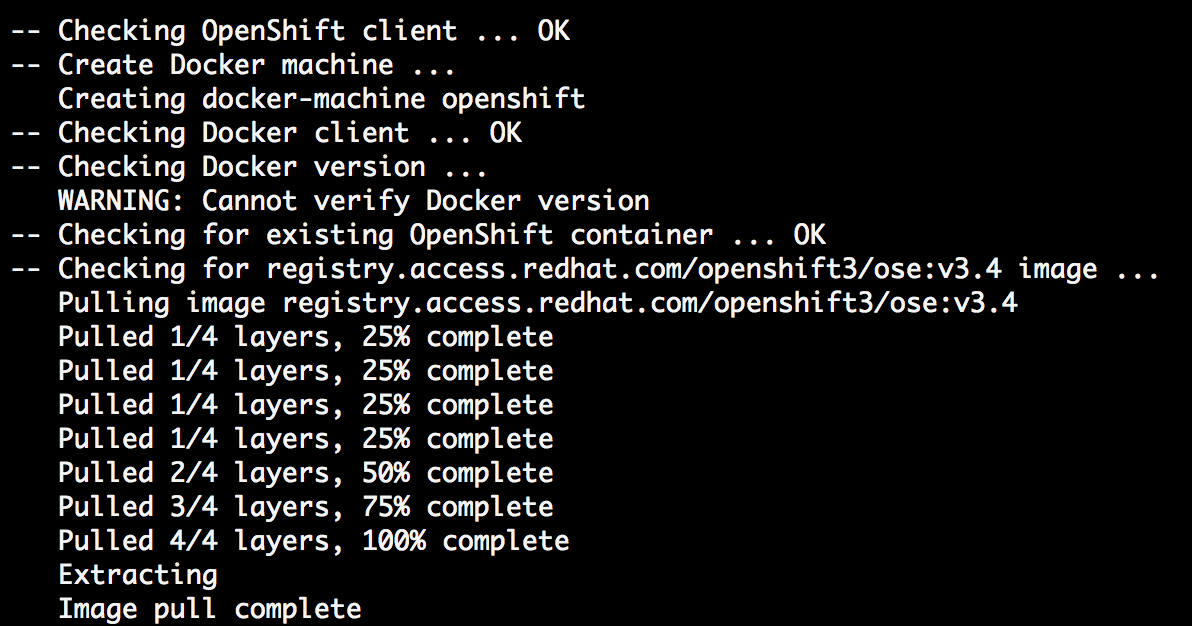 -- Checking OpenShift client ... OK
-- Create Docker machine ...
   Creating docker-machine openshift
-- Checking Docker client ... OK
-- Checking Docker version ...
   WARNING: Cannot verify Docker version
-- Checking for existing OpenShift container ... OK
-- Checking for registry.access.redhat.com/openshift3/ose:v3.4 image ...
   Pulling image registry.access.redhat.com/openshift3/ose:v3.4
   Pulled 1/4 layers, 25% complete
   Pulled 1/4 layers, 25% complete
   Pulled 1/4 layers, 25% complete
   Pulled 1/4 layers, 25% complete
   Pulled 2/4 layers, 50% complete
   Pulled 3/4 layers, 75% complete
   Pulled 4/4 layers, 100% complete
   Extracting
   Image pull complete